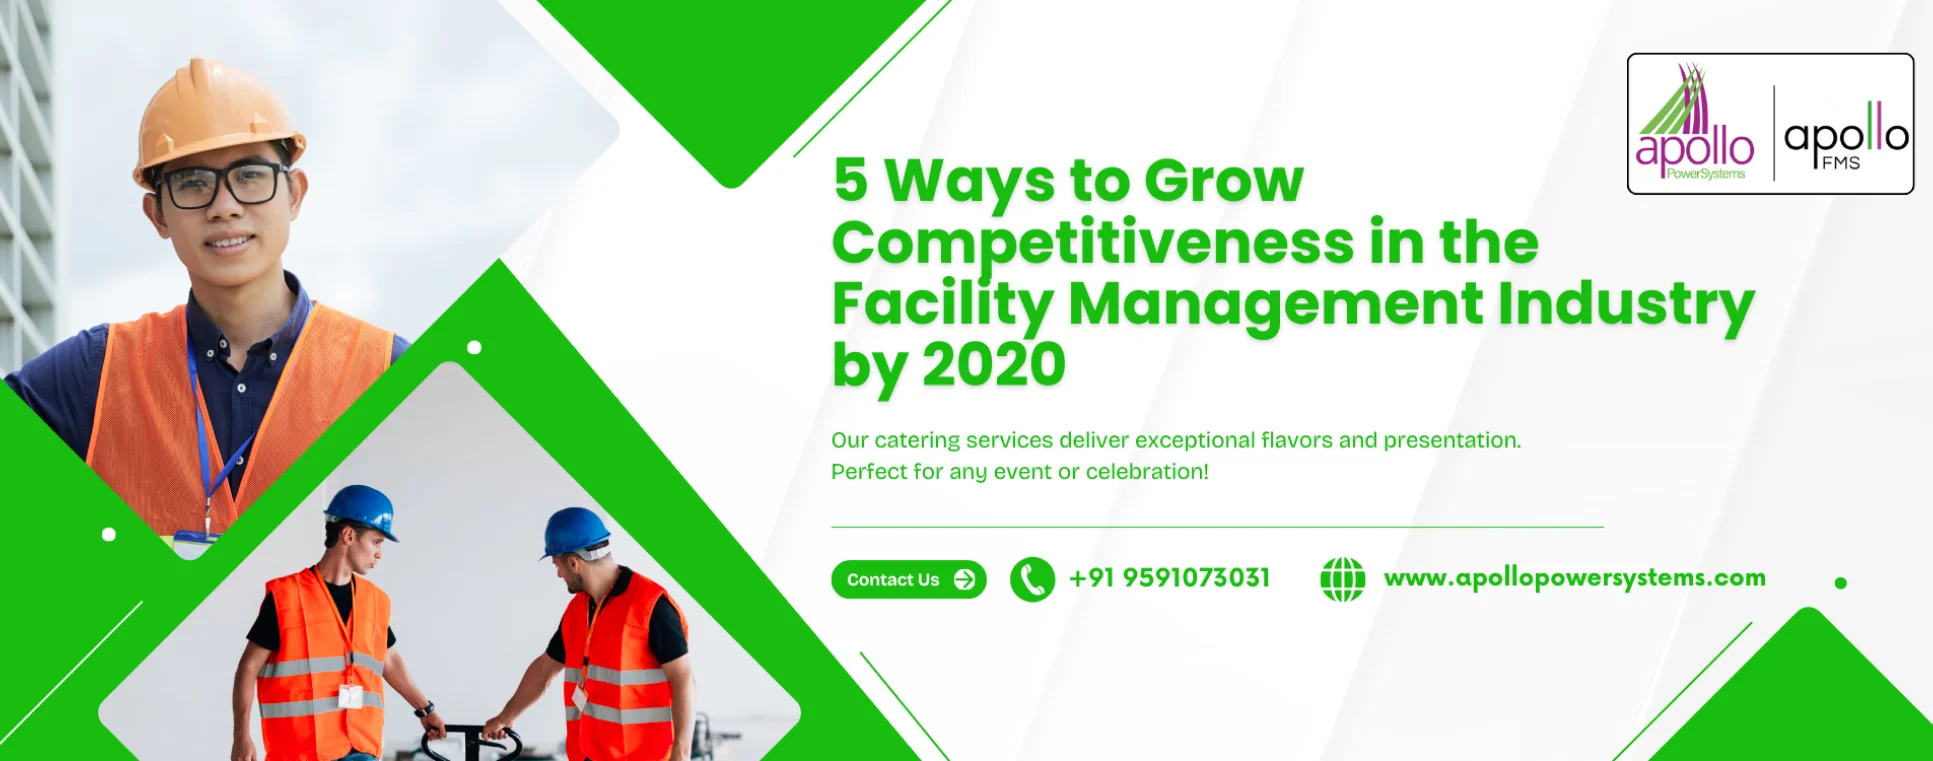 apollo
PowerSystems
apollo
FMS
5 Ways to Grow
Competitiveness in the
Facility Management Industry
by 2020
Our catering services deliver exceptional flavors and presentation.
Perfect for any event or celebration!
Contact Us
+91 9591073031
www.apollopowersystems.com